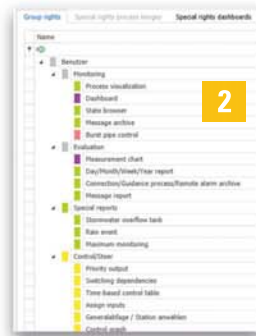 Group rights Special rights process images Special rights dashboards
Name
Benutzer
Monitoring
Process visualization
Dashboard
State browser
Message archive
Burst pipe control
Evaluation
Measurement chart
Day/Month/Week/Year report
Connection/Guidance process/Remote alarm archive
Message report
Special reports
Stormwater overflow tank
Rain event
Maximum monitoring
Control/Steer
Priority output
Switching dependencies
Time-based control table
Assign inputs
Generalabfage / Station anwählen
Control graph
2